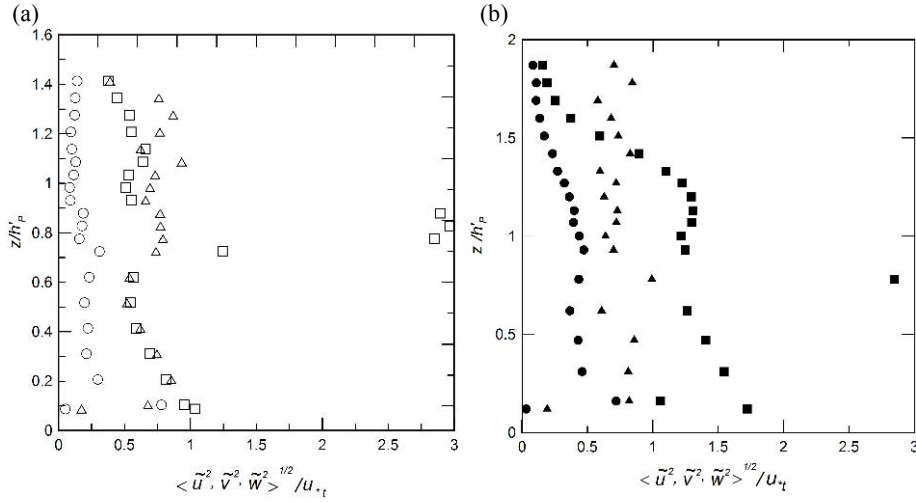 (a)
(b)
1.6
1.4
1.2
1
0.8
0.6
0.4
0.2
0
z/h'P
0 0.5 1 1.5 2 2.5 3
< ũ², ṽ², w̃² >^1/2/u*t
2
1.5
1
0.5
0
z/h'P
0 0.5 1 1.5 2 2.5 3
< ũ², ṽ², w̃² >^1/2/u*t